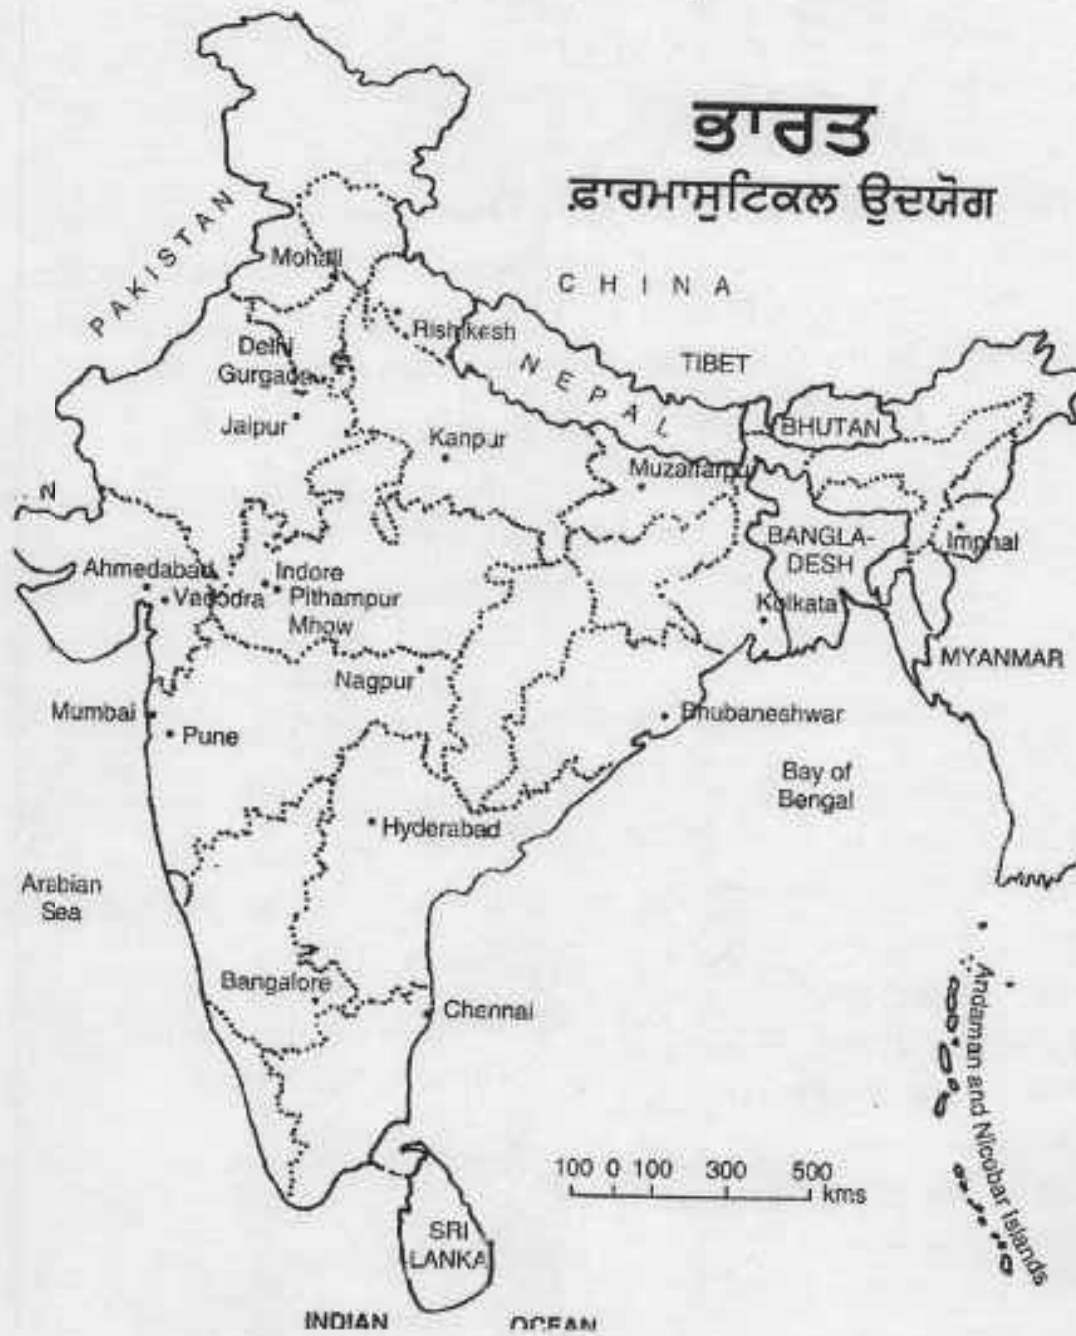 ਭਾਰਤ
ਫ਼ਾਰਮਾਸੁਟਿਕਲ ਉਦਯੋਗ
PAKISTAN
CHINA
Mohali
Rishikesh
NEPAL
TIBET
Delhi
BHUTAN
Jaipur
Kanpur
N
BANGLA-
DESH
Imphal
Ahmedabad
Indore
Vadodra
Pithampur
Mhow
Kolkata
MYANMAR
Nagpur
Mumbai
Pune
Bhubaneshwar
Bay of
Bengal
Hyderabad
Arabian
Sea
Bangalore
Chennai
Andaman and Nicobar Islands
100 0 100 300 500
kms
SRI
LANKA
INDIAN OCEAN